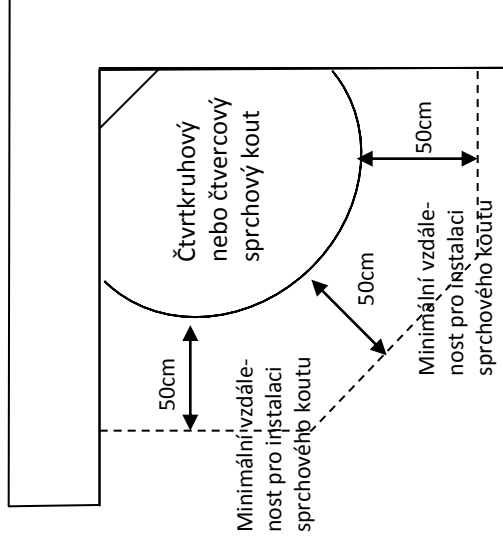 Čtvrtkruhový
nebo čtvercový
sprchový kout
50cm
50cm
50cm
Minimální vzdále-
nost pro instalaci
sprchového koutu
Minimální vzdále-
nost pro instalaci
sprchového koutu